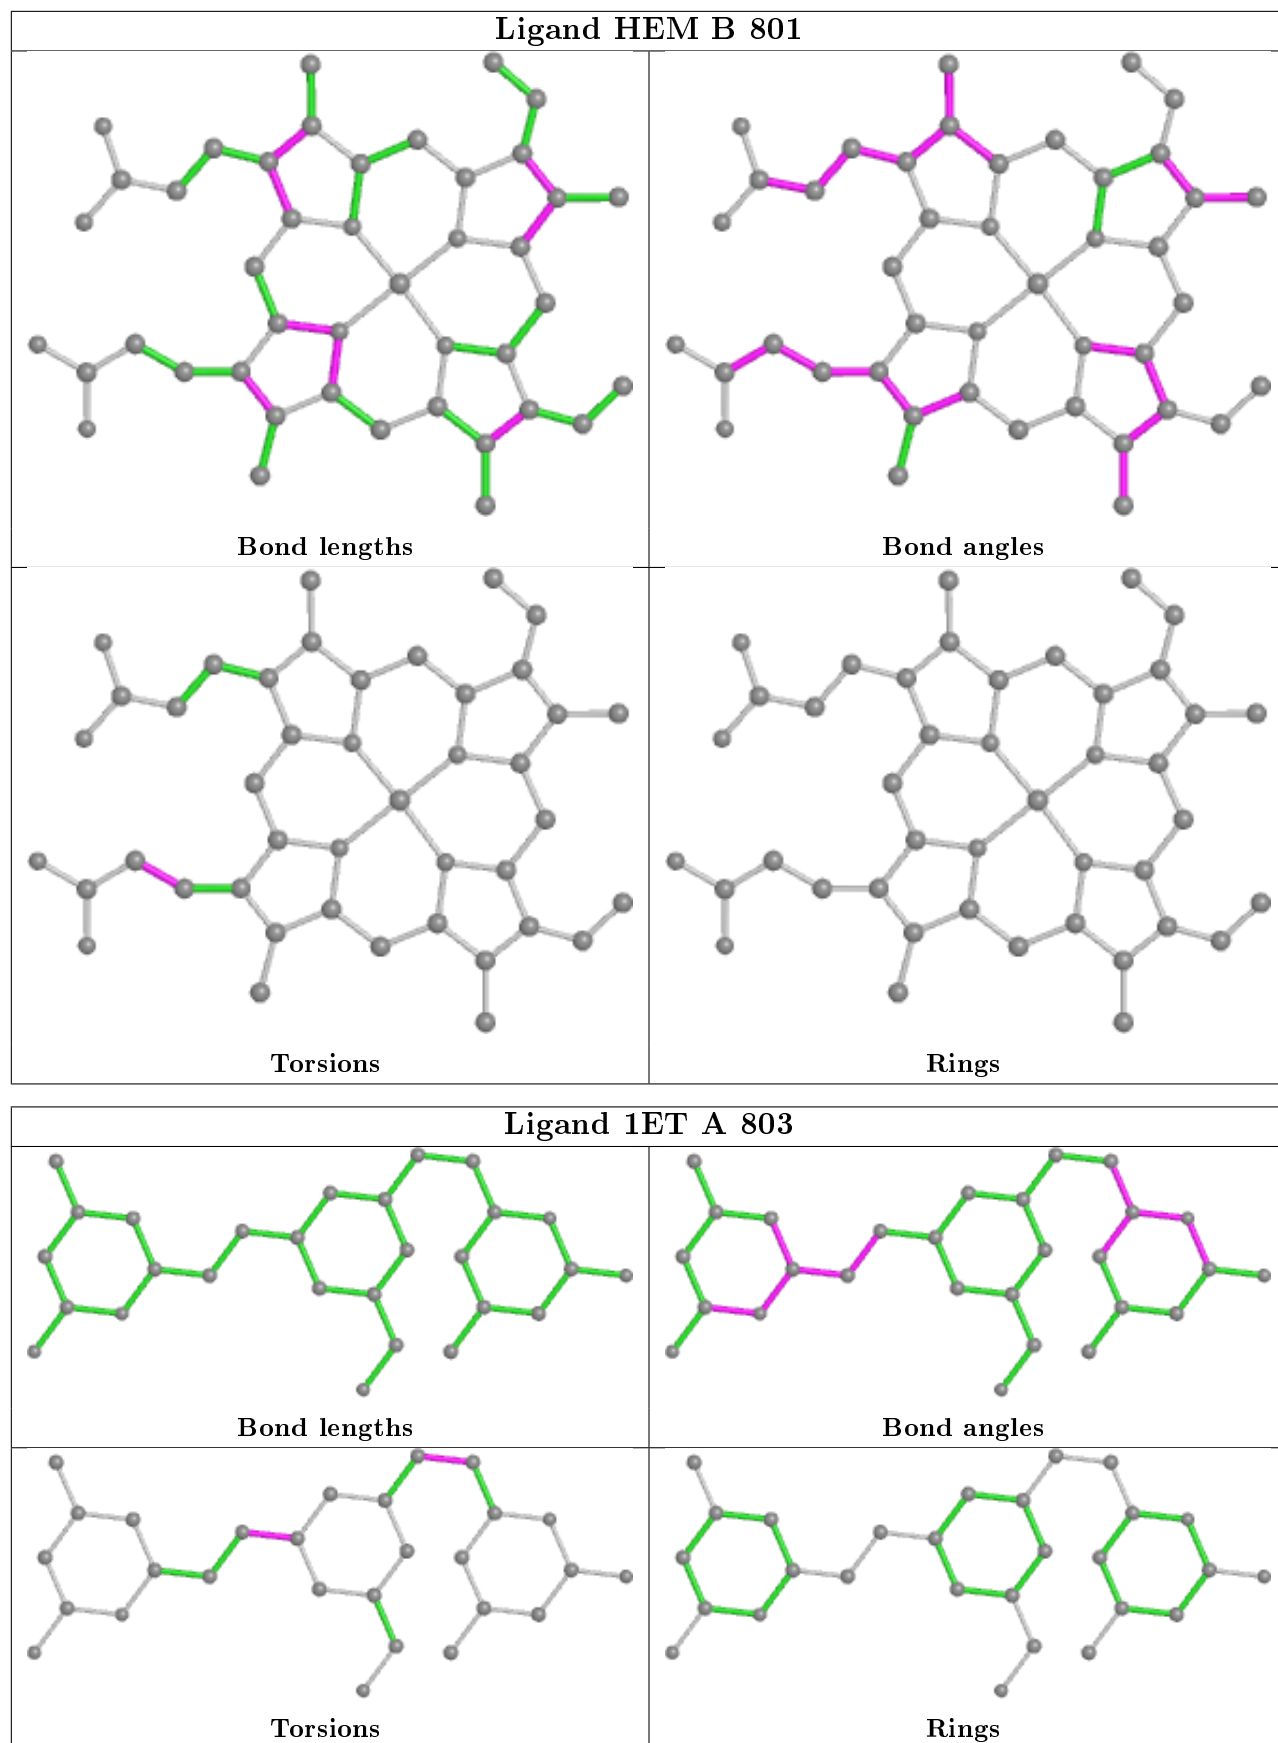 Ligand HEM B 801
Bond lengths
Bond angles
Torsions
Rings
Ligand 1ET A 803
Bond lengths
Bond angles
Torsions
Rings